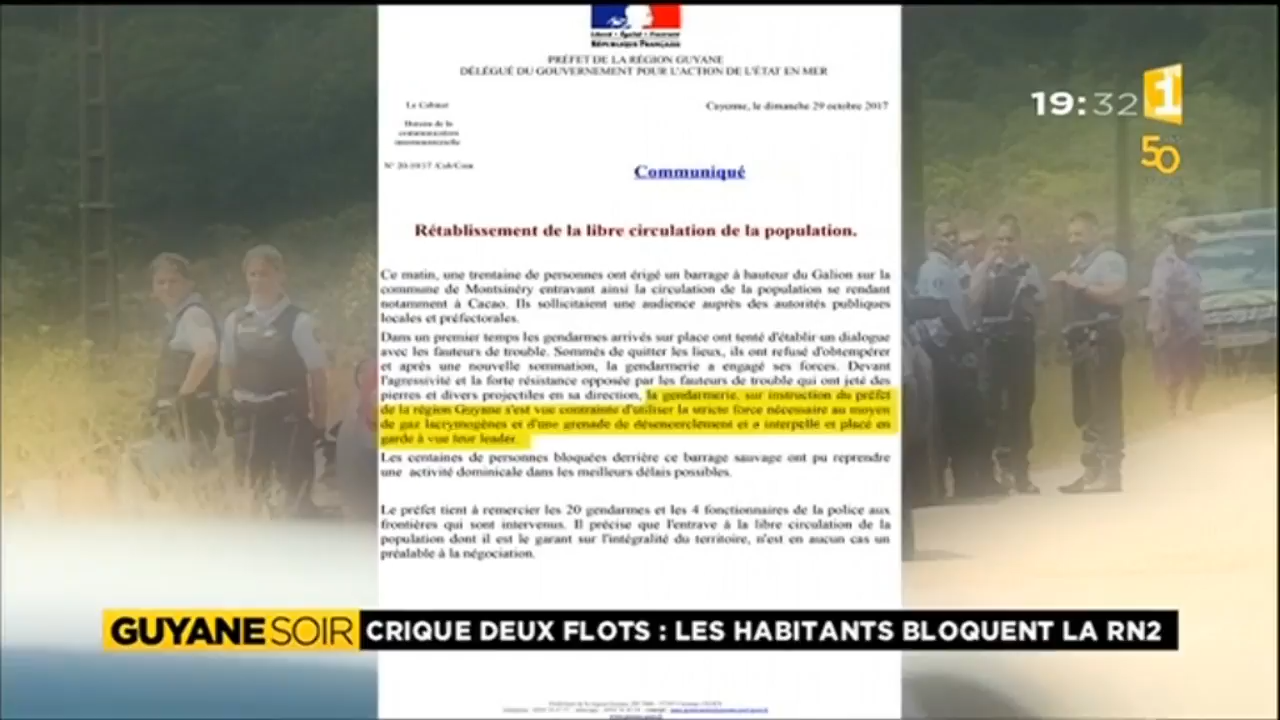 Liberté • Égalité • Fraternité
RÉPUBLIQUE FRANÇAISE
PRÉFET DE LA RÉGION GUYANE
DÉLÉGUÉ DU GOUVERNEMENT POUR L'ACTION DE L'ÉTAT EN MER
Le Cabinet
Cayenne, le dimanche 29 octobre 2017
Bureau de la
communication
interministérielle
Communiqué
Rétablissement de la libre circulation de la population.
Ce matin, une trentaine de personnes ont érigé un barrage à hauteur du Galion sur la
commune de Montsinéry entravant ainsi la circulation de la population se rendant
notamment à Cacao. Ils sollicitaient une audience auprès des autorités publiques
locales et préfectorales.
Dans un premier temps les gendarmes arrivés sur place ont tenté d'établir un dialogue
avec les fauteurs de trouble. Sommés de quitter les lieux, ils ont refusé d'obtempérer
et après une nouvelle sommation, la gendarmerie a engagé ses forces. Devant
l'agressivité et la forte résistance opposée par les fauteurs de trouble qui ont jeté des
pierres et divers projectiles en sa direction, la gendarmerie, sur instruction du préfet
de la région Guyane s'est vue contrainte d'utiliser la stricte force nécessaire au moyen
de gaz lacrymogènes et d'une grenade de désencerclement et a interpellé et placé en
garde à vue leur leader.
Les centaines de personnes bloquées derrière ce barrage sauvage ont pu reprendre
une activité dominicale dans les meilleurs délais possibles.
Le préfet tient à remercier les 20 gendarmes et les 4 fonctionnaires de la police aux
frontières qui sont intervenus. Il précise que l'entrave à la libre circulation de la
population dont il est le garant sur l'intégralité du territoire, n'est en aucun cas un
préalable à la négociation.
19:32
1
50
GUYANE SOIR CRIQUE DEUX FLOTS : LES HABITANTS BLOQUENT LA RN2